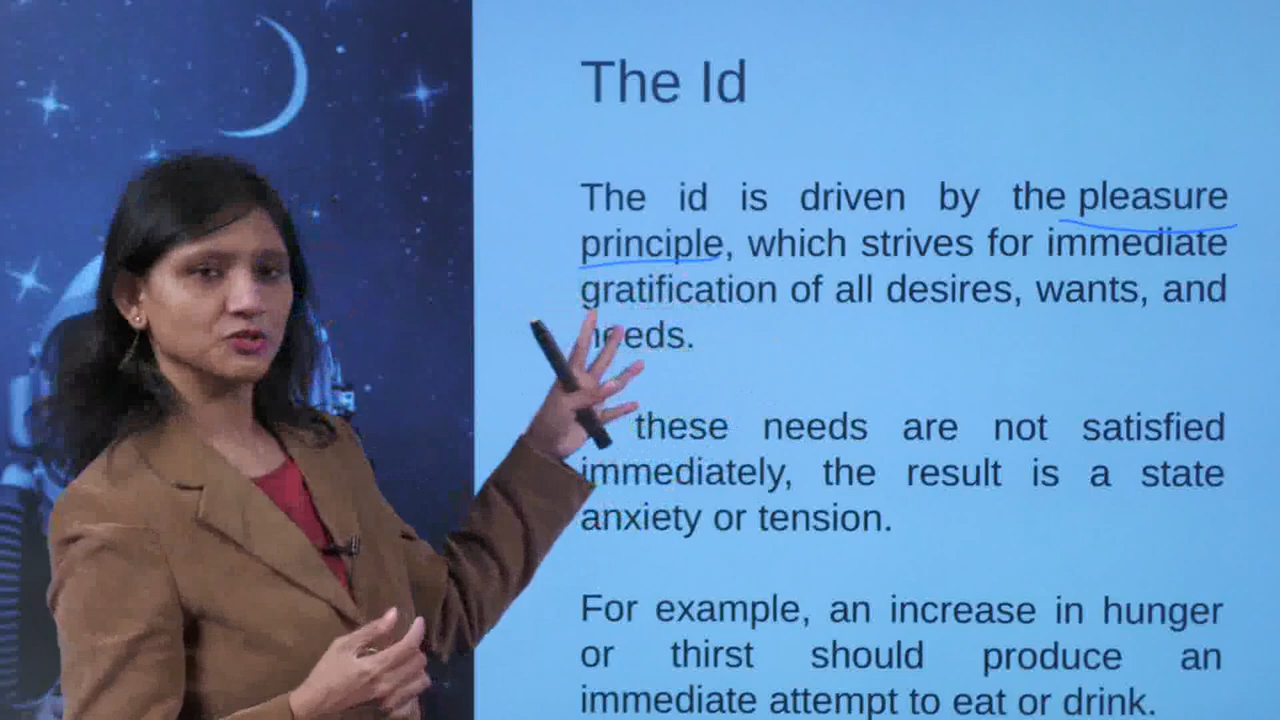 The Id
The id is driven by the pleasure
principle, which strives for immediate
gratification of all desires, wants, and
needs.
these needs are not satisfied
immediately, the result is a state
anxiety or tension.
For example, an increase in hunger
or thirst should produce an
immediate attempt to eat or drink.